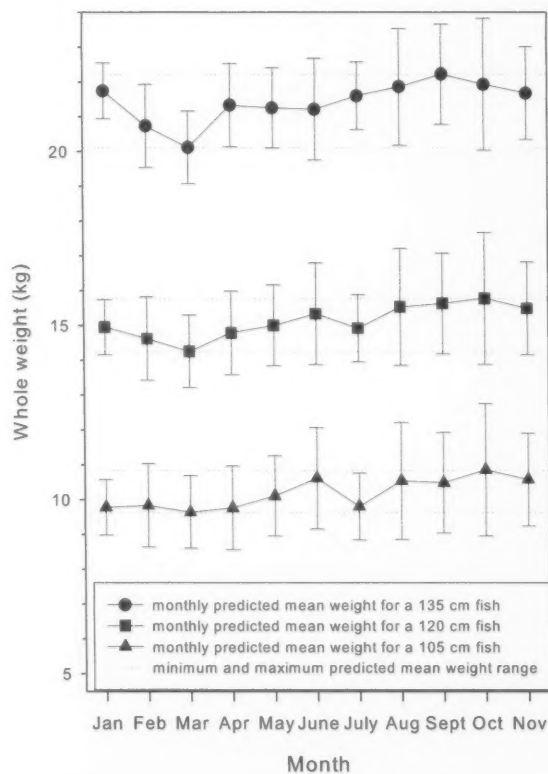 20
15
10
5
Whole weight (kg)
monthly predicted mean weight for a 135 cm fish
monthly predicted mean weight for a 120 cm fish
monthly predicted mean weight for a 105 cm fish
minimum and maximum predicted mean weight range
Jan Feb Mar Apr May June July Aug Sept Oct Nov
Month